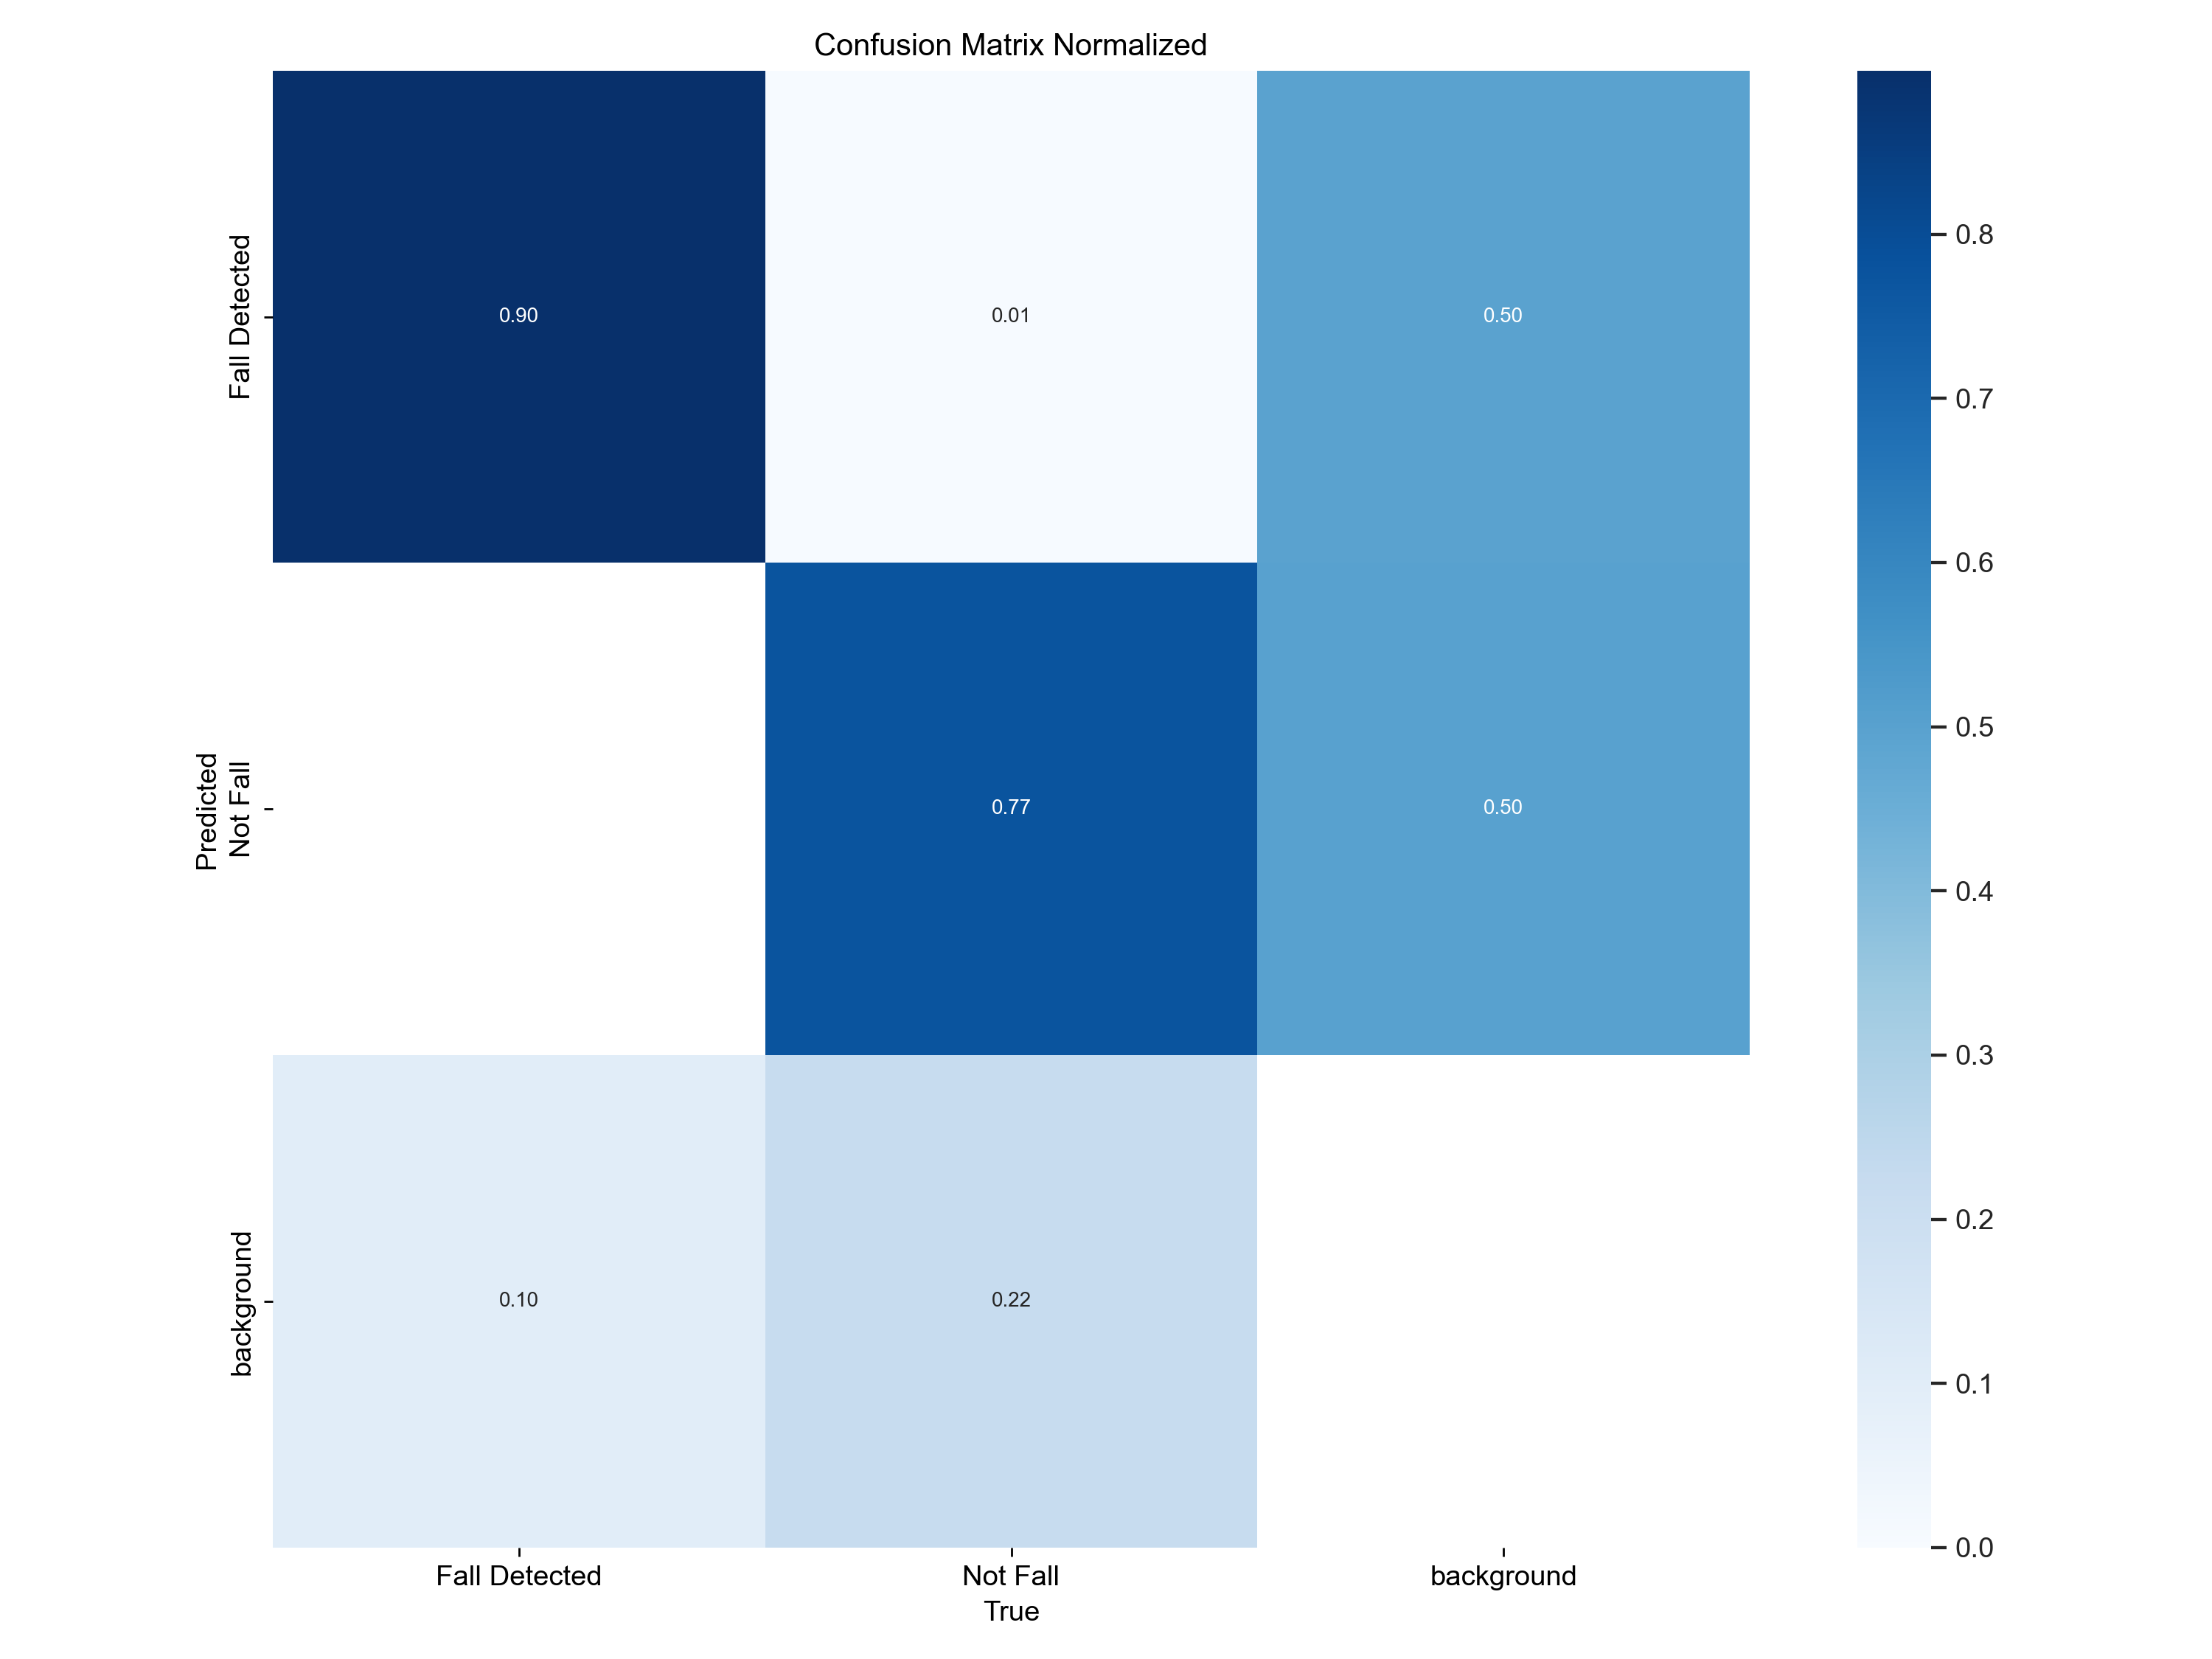 Confusion Matrix Normalized
Fall Detected
0.90
0.01
0.50
Predicted
Not Fall
0.77
0.50
background
0.10
0.22
Fall Detected
Not Fall
background
True
0.8
0.7
0.6
0.5
0.4
0.3
0.2
0.1
0.0